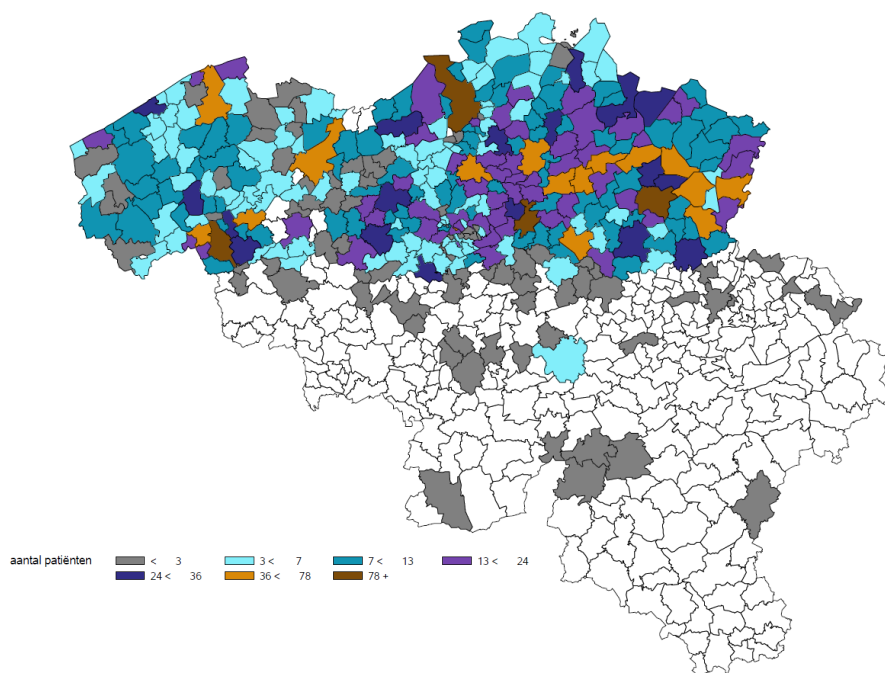 aantal patiënten < 3 3 < 7 7 < 13 13 < 24
24 < 36 36 < 78 78 +